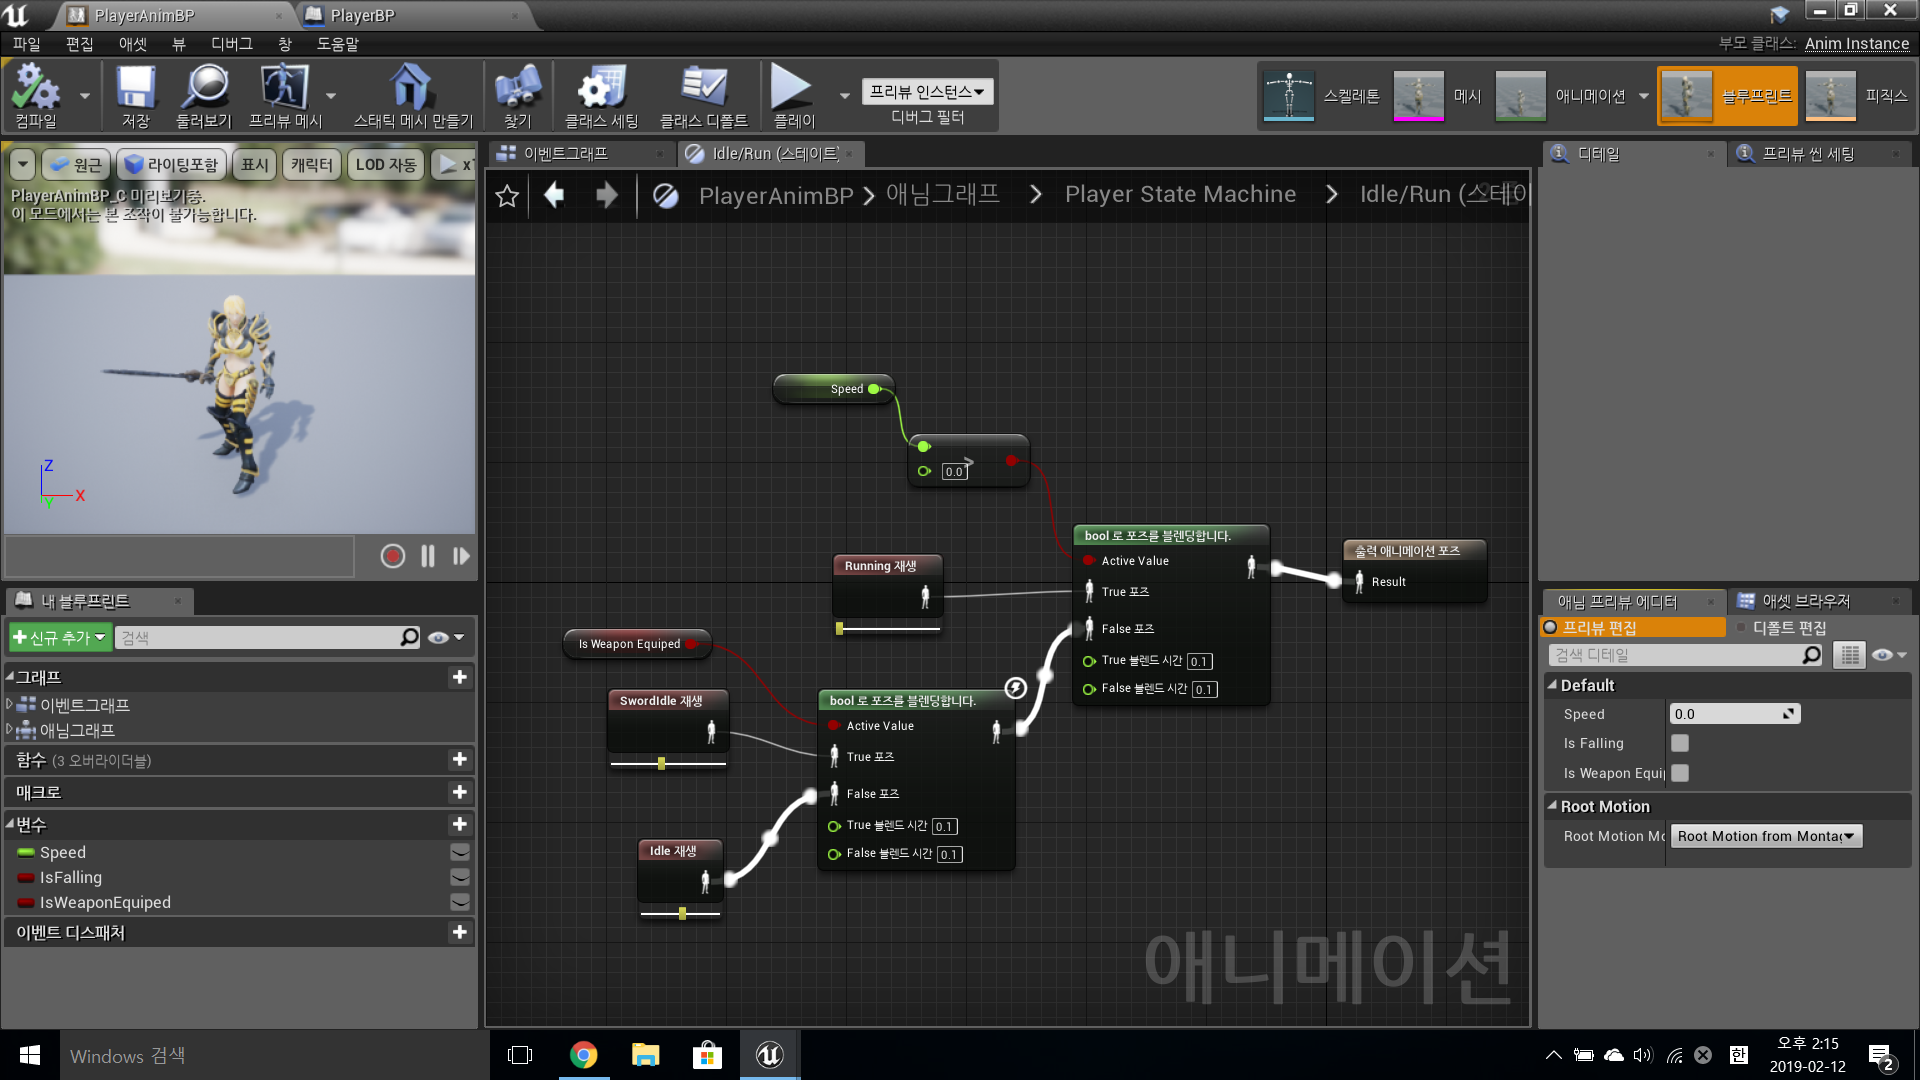 PlayerAnimBP
PlayerBP
파일 편집 애셋 뷰 디버그 창 도움말
부모 클래스: Anim Instance
컴파일
저장
둘러보기
프리뷰 메시
스태틱 메시 만들기
찾기
클래스 세팅
클래스 디폴트
플레이
프리뷰 인스턴스
디버그 필터
스켈레톤
메시
애니메이션
블루프린트
피직스
원근
라이팅포함
표시
캐릭터
LOD 자동
x1
PlayerAnimBP_C 미리보기중.
이 모드에서는 본 조작이 불가능합니다.
Z
X
Y
내 블루프린트
신규 추가
검색
그래프
이벤트그래프
애님그래프
함수 (3 오버라이더블)
매크로
변수
Speed
IsFalling
IsWeaponEquiped
이벤트 디스패처
이벤트그래프
Idle/Run (스테이트)
PlayerAnimBP > 애님그래프 > Player State Machine > Idle/Run (스테이
Speed
>
0.0
Running 재생
Is Weapon Equiped
SwordIdle 재생
Idle 재생
bool 로 포즈를 블렌딩합니다.
Active Value
True 포즈
False 포즈
True 블렌드 시간 0.1
False 블렌드 시간 0.1
bool 로 포즈를 블렌딩합니다.
Active Value
True 포즈
False 포즈
True 블렌드 시간 0.1
False 블렌드 시간 0.1
출력 애니메이션 포즈
Result
애니메이션
디테일
프리뷰 씬 세팅
애님 프리뷰 에디터
애셋 브라우저
프리뷰 편집
디폴트 편집
검색 디테일
Default
Speed 0.0
Is Falling
Is Weapon Equip
Root Motion
Root Motion Mo Root Motion from Montag
Windows 검색
한
오후 2:15
2019-02-12
2